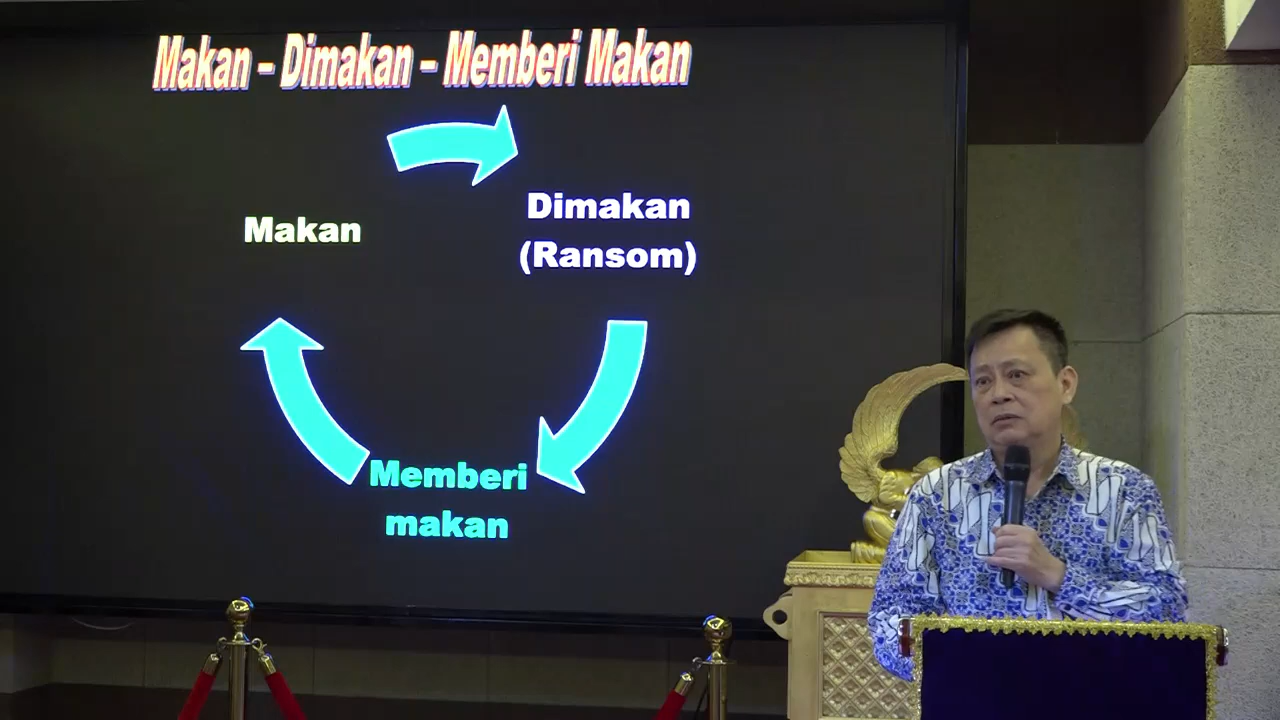 Makan – Dimakan – Memberi Makan
Makan
Dimakan
(Ransom)
Memberi
makan